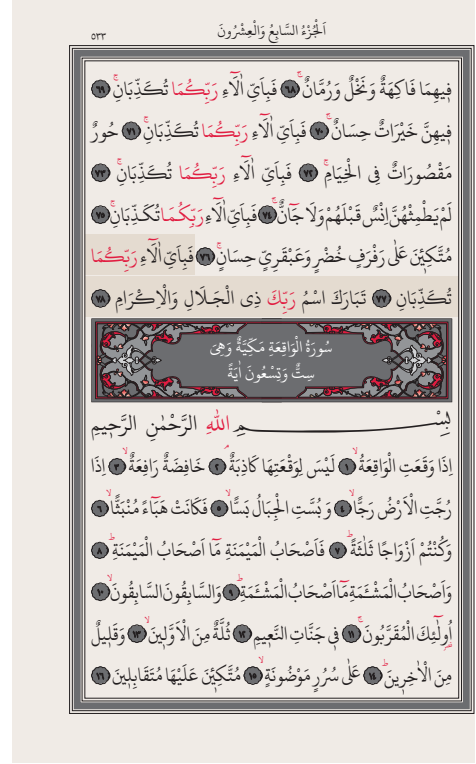 اَلْجُزْءُ السَّابِعُ وَالْعِشْرُونَ
٥٣٣
فٖيهِمَا فَاكِهَةٌ وَنَخْلٌ وَرُمَّانٌۚ ﴿٦٨﴾ فَبِاَيِّ اٰلَٓاءِ رَبِّكُمَا تُكَذِّبَانِۚ ﴿٦٩﴾
فٖيهِنَّ خَيْرَاتٌ حِسَانٌۚ ﴿٧٠﴾ فَبِاَيِّ اٰلَٓاءِ رَبِّكُمَا تُكَذِّبَانِۚ ﴿٧١﴾ حُورٌ
مَقْصُورَاتٌ فِي الْخِيَامِۚ ﴿٧٢﴾ فَبِاَيِّ اٰلَٓاءِ رَبِّكُمَا تُكَذِّبَانِۚ ﴿٧٣﴾
لَمْ يَطْمِثْهُنَّ اِنْسٌ قَبْلَهُمْ وَلَا جَٓانٌّۚ ﴿٧٤﴾ فَبِاَيِّ اٰلَٓاءِ رَبِّكُمَا تُكَذِّبَانِۚ ﴿٧٥﴾
مُتَّكِـٖٔينَ عَلٰى رَفْرَفٍ خُضْرٍ وَعَبْقَرِيٍّ حِسَانٍۚ ﴿٧٦﴾ فَبِاَيِّ اٰلَٓاءِ رَبِّكُمَا
تُكَذِّبَانِ ﴿٧٧﴾ تَبَارَكَ اسْمُ رَبِّكَ ذِي الْجَلَالِ وَالْاِكْرَامِ ﴿٧٨﴾
سُورَةُ الْوَاقِعَةِ مَكِّيَّةٌ وَهِيَ
سِتٌّ وَتِسْعُونَ اٰيَةً
بِسْمِ اللّٰهِ الرَّحْمٰنِ الرَّحٖيمِ
اِذَا وَقَعَتِ الْوَاقِعَةُۙ ﴿١﴾ لَيْسَ لِوَقْعَتِهَا كَاذِبَةٌۘ ﴿٢﴾ خَافِضَةٌ رَافِعَةٌۙ ﴿٣﴾ اِذَا
رُجَّتِ الْاَرْضُ رَجًّاۙ ﴿٤﴾ وَبُسَّتِ الْجِبَالُ بَسًّاۙ ﴿٥﴾ فَكَانَتْ هَبَٓاءً مُنْبَثًّاۙ ﴿٦﴾
وَكُنْتُمْ اَزْوَاجًا ثَلٰثَةًۜ ﴿٧﴾ فَاَصْحَابُ الْمَيْمَنَةِ مَٓا اَصْحَابُ الْمَيْمَنَةِۜ ﴿٨﴾
وَاَصْحَابُ الْمَشْـَٔمَةِ مَٓا اَصْحَابُ الْمَشْـَٔمَةِۜ ﴿٩﴾ وَالسَّابِقُونَ السَّابِقُونَۙ ﴿١٠﴾
اُو۬لٰٓئِكَ الْمُقَرَّبُونَۚ ﴿١١﴾ فٖي جَنَّاتِ النَّعٖيمِ ﴿١٢﴾ ثُلَّةٌ مِنَ الْاَوَّلٖينَۙ ﴿١٣﴾ وَقَلٖيلٌ
مِنَ الْاٰخِرٖينَۜ ﴿١٤﴾ عَلٰى سُرُرٍ مَوْضُونَةٍۙ ﴿١٥﴾ مُتَّكِـٖٔينَ عَلَيْهَا مُتَقَابِلٖينَ ﴿١٦﴾